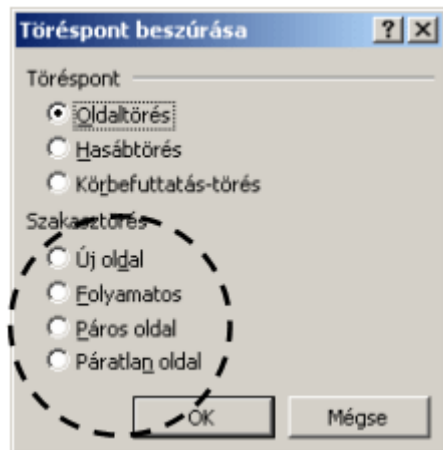 Töréspont beszúrása
Töréspont
Oldaltörés
Hasábtörés
Körbefuttatás-törés
Szakasztörés
Új oldal
Folyamatos
Páros oldal
Páratlan oldal
OK
Mégse